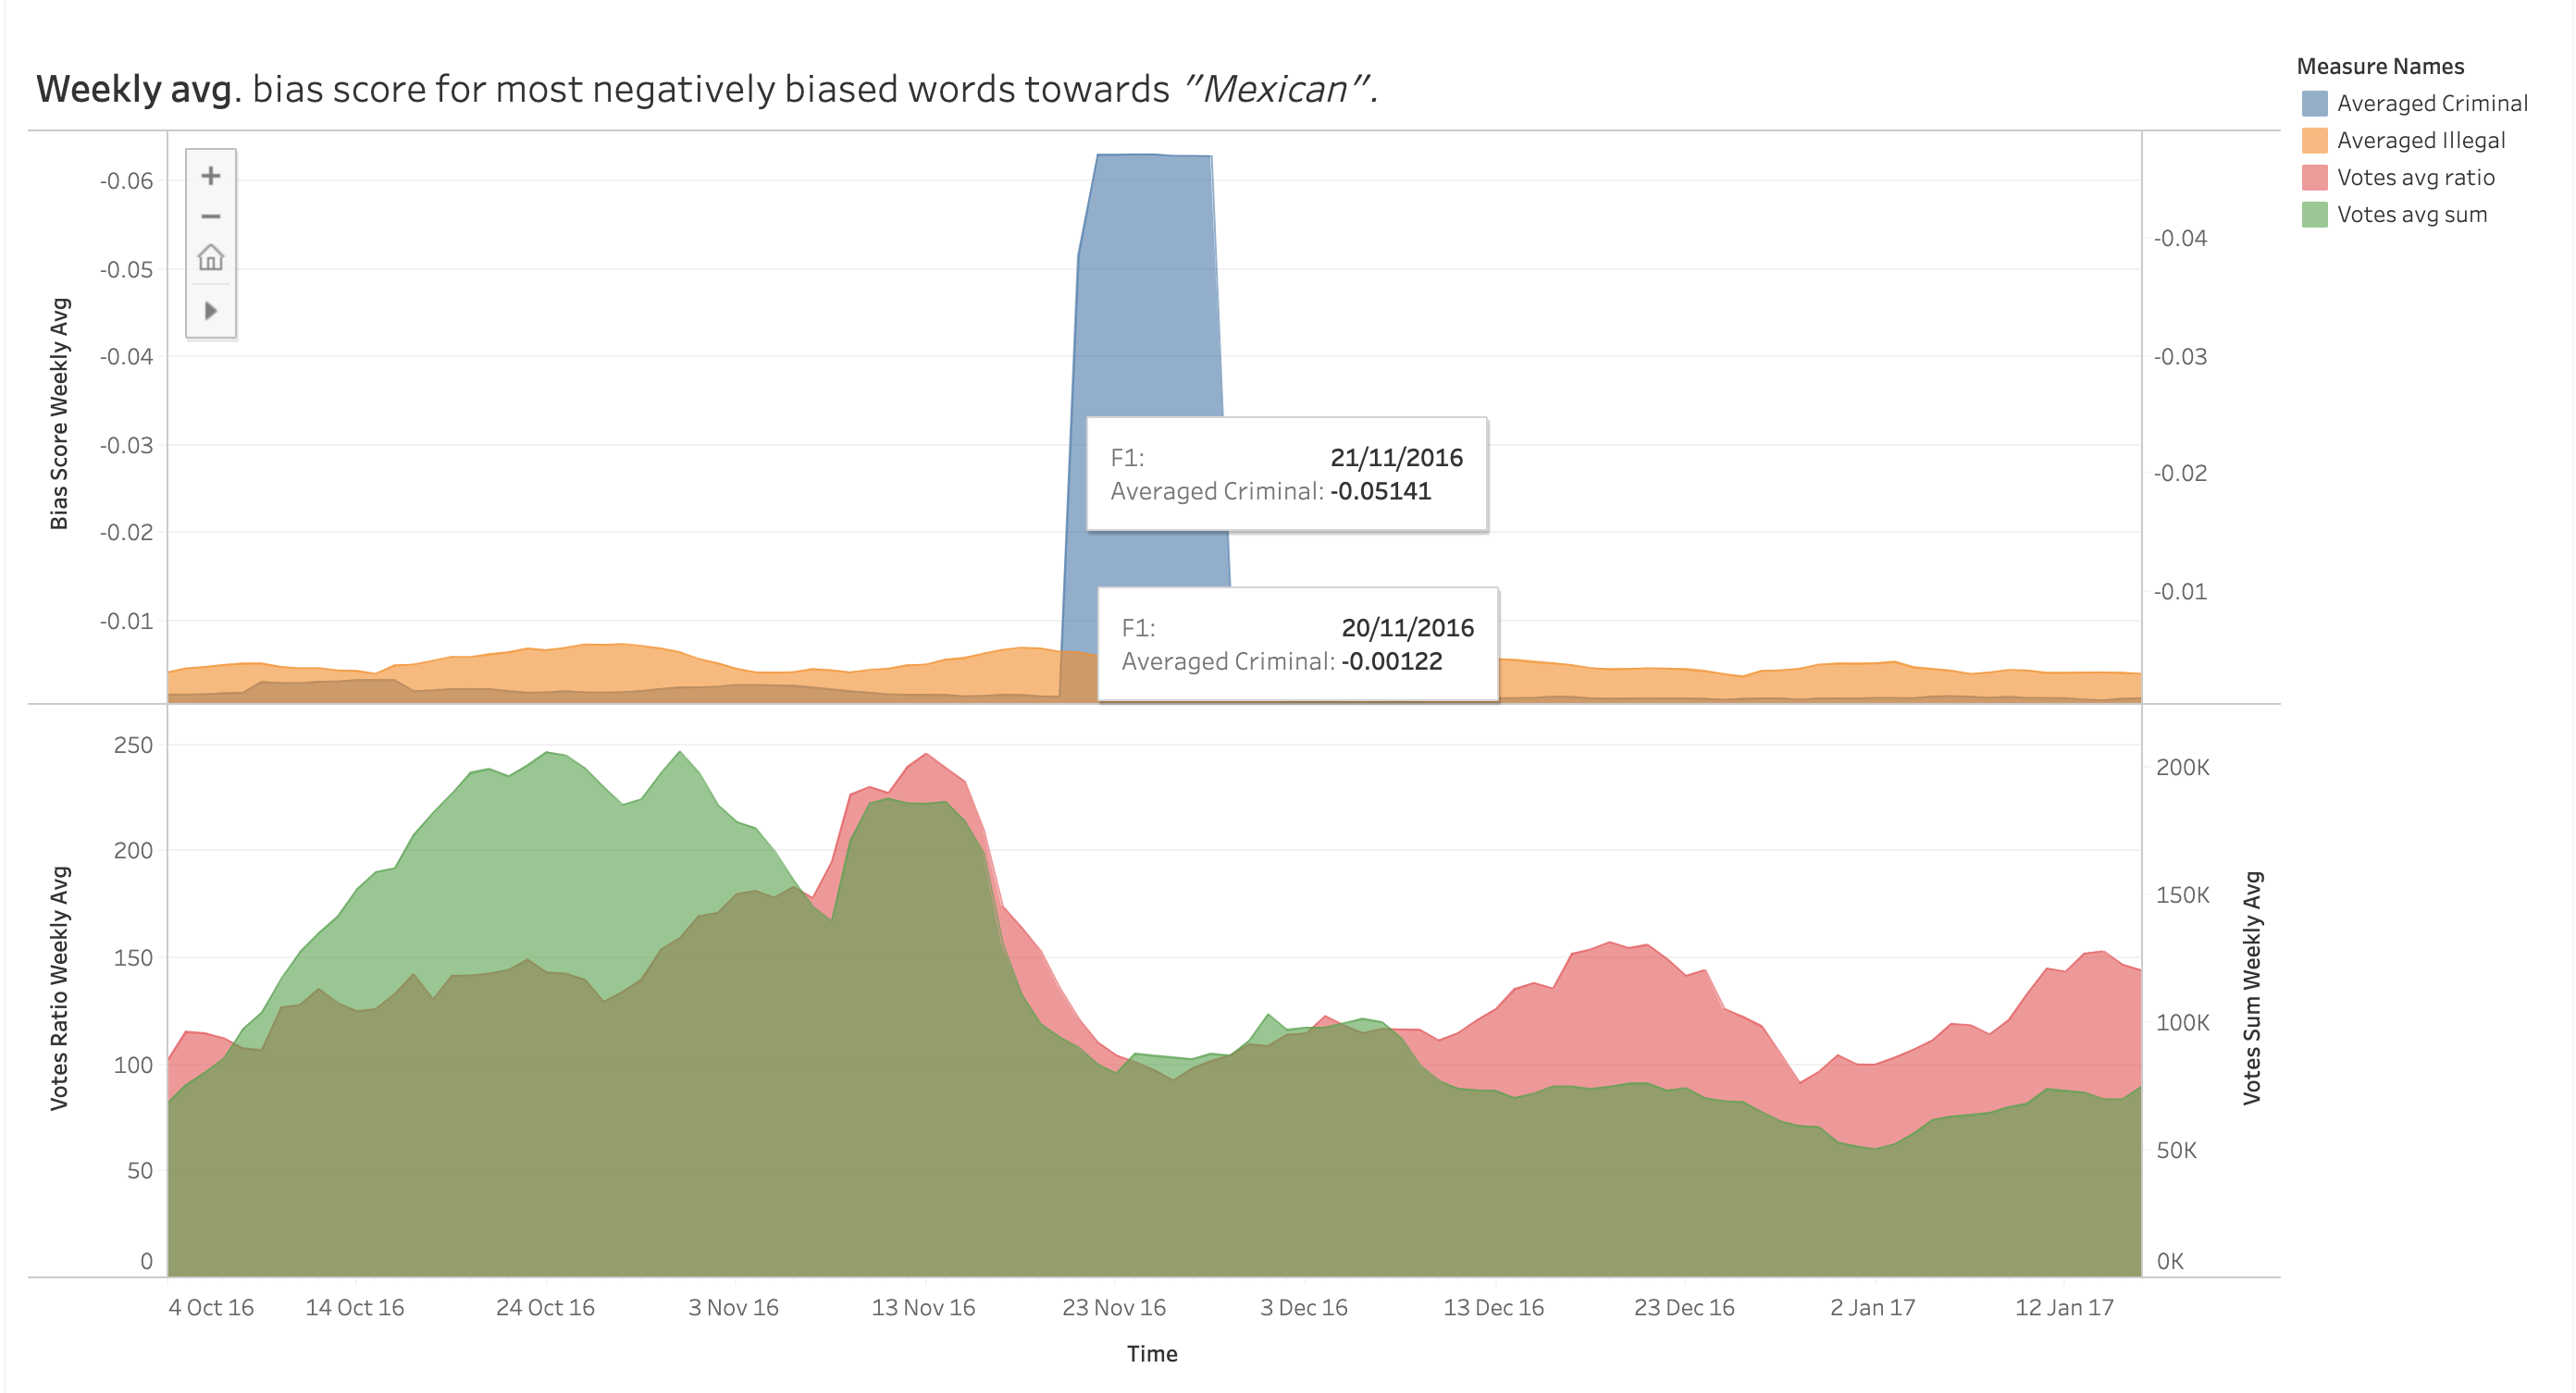 Weekly avg. bias score for most negatively biased words towards "Mexican".
Measure Names
Averaged Criminal
Averaged Illegal
Votes avg ratio
Votes avg sum
Bias Score Weekly Avg
-0.06
-0.05
-0.04
-0.03
-0.02
-0.01
-0.04
-0.03
-0.02
-0.01
F1: 21/11/2016
Averaged Criminal: -0.05141
F1: 20/11/2016
Averaged Criminal: -0.00122
Votes Ratio Weekly Avg
250
200
150
100
50
0
200K
150K
100K
50K
0K
Votes Sum Weekly Avg
4 Oct 16 14 Oct 16 24 Oct 16 3 Nov 16 13 Nov 16 23 Nov 16 3 Dec 16 13 Dec 16 23 Dec 16 2 Jan 17 12 Jan 17
Time